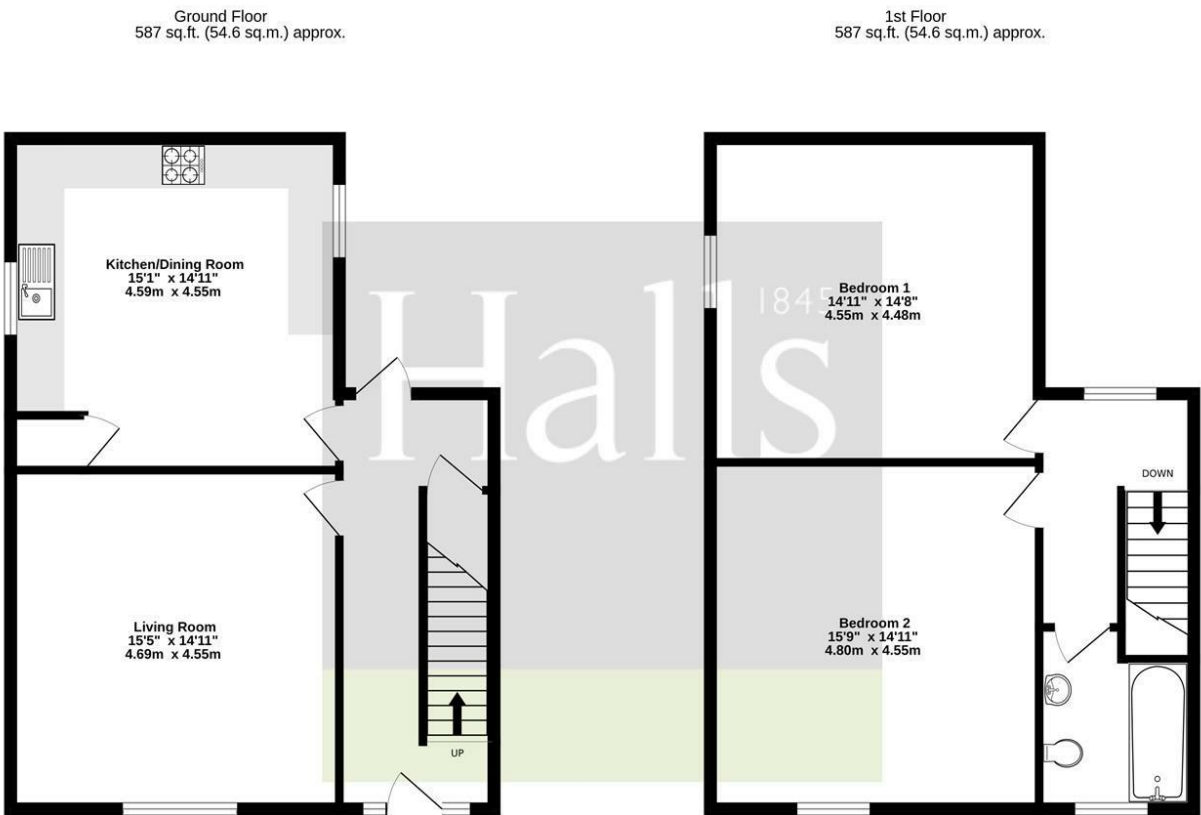 Ground Floor
587 sq.ft. (54.6 sq.m.) approx.
1st Floor
587 sq.ft. (54.6 sq.m.) approx.
Kitchen/Dining Room
15'1" x 14'11"
4.59m x 4.55m
Bedroom 1
14'11" x 14'8"
4.55m x 4.48m
1845
Halls
DOWN
Living Room
15'5" x 14'11"
4.69m x 4.55m
Bedroom 2
15'9" x 14'11"
4.80m x 4.55m
UP